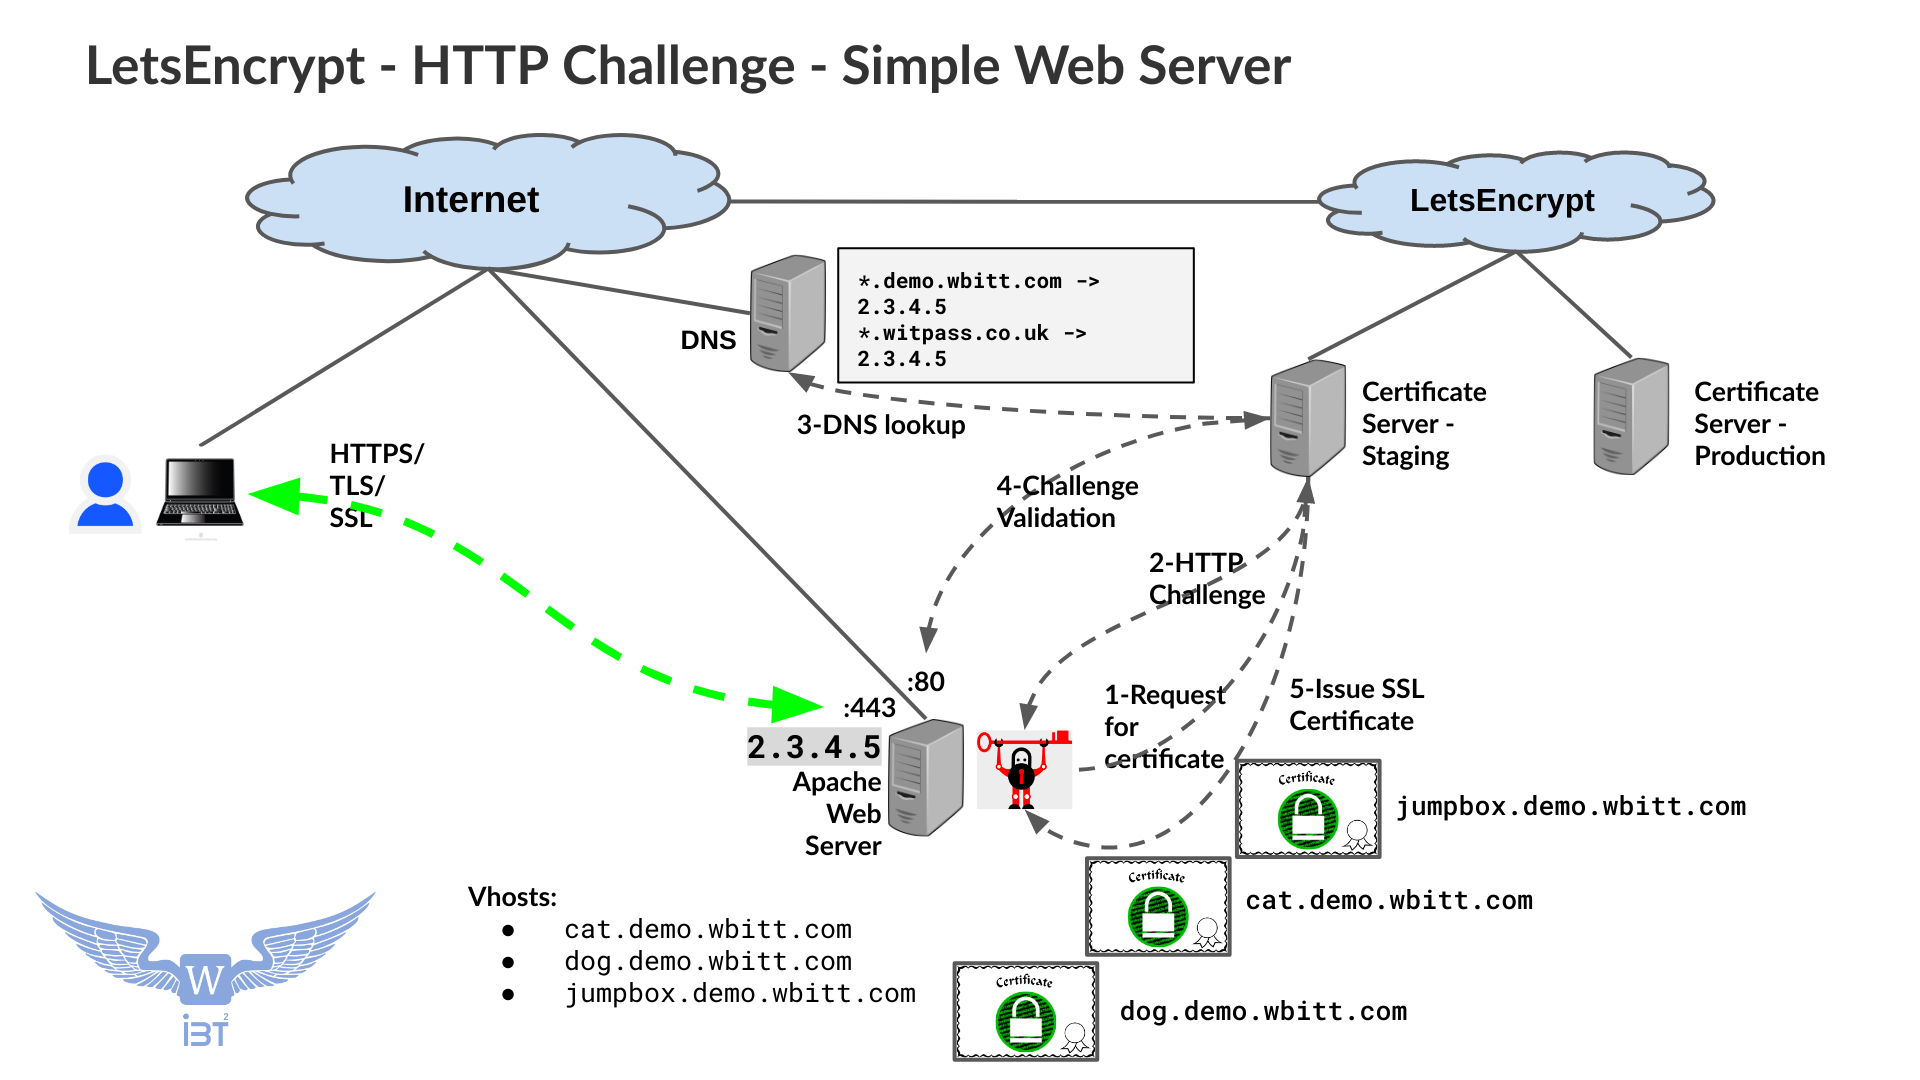 LetsEncrypt - HTTP Challenge - Simple Web Server
Internet
LetsEncrypt
*.demo.wbitt.com ->
2.3.4.5
*.witpass.co.uk ->
2.3.4.5
DNS
3-DNS lookup
Certificate
Server -
Staging
Certificate
Server -
Production
HTTPS/
TLS/
SSL
4-Challenge
Validation
2-HTTP
Challenge
:80
:443
2.3.4.5
Apache
Web
Server
1-Request
for
certificate
5-Issue SSL
Certificate
Certificate
jumpbox.demo.wbitt.com
Certificate
cat.demo.wbitt.com
Certificate
dog.demo.wbitt.com
Vhosts:
● cat.demo.wbitt.com
● dog.demo.wbitt.com
● jumpbox.demo.wbitt.com
W
iBT²